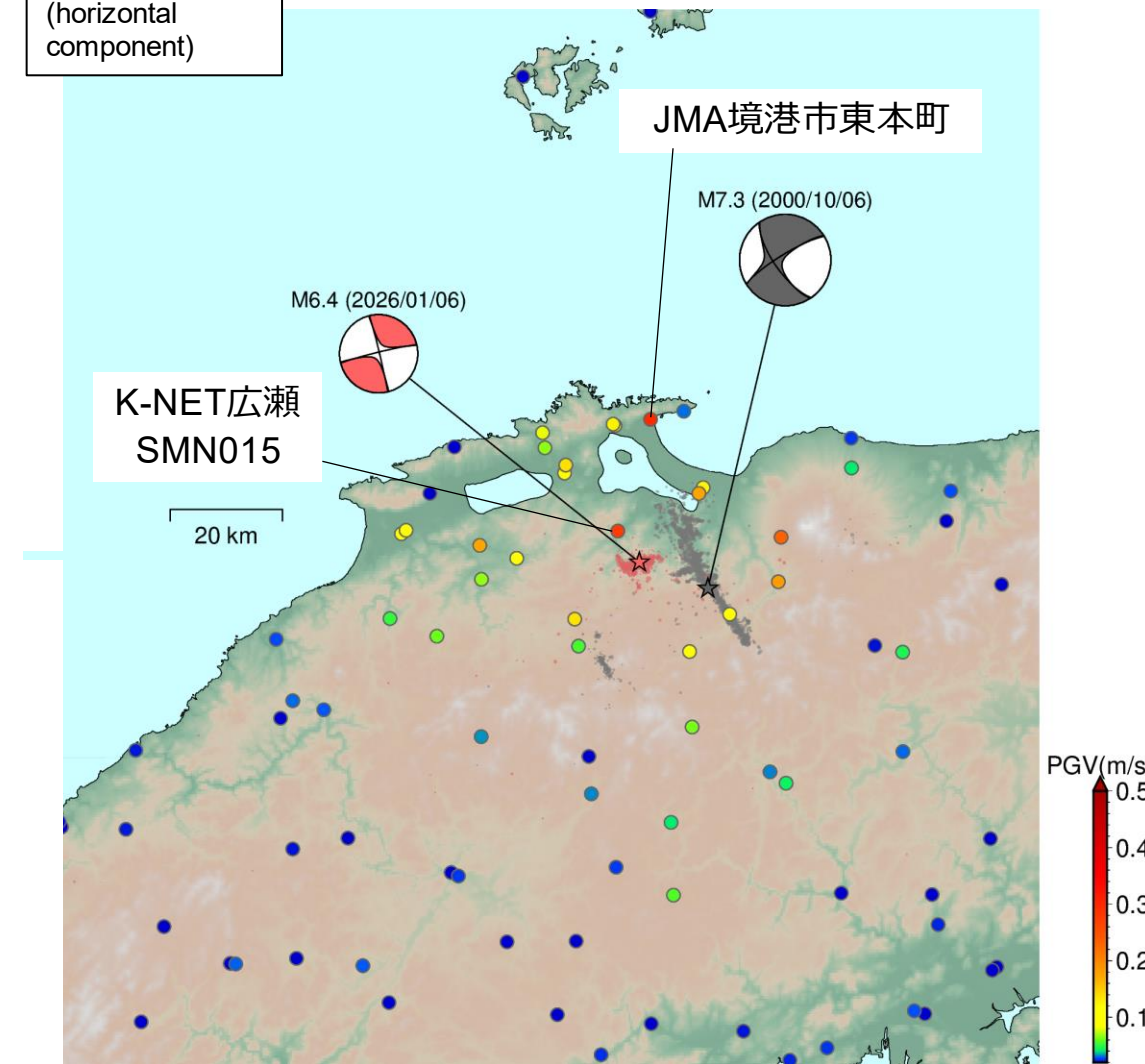 (horizontal
component)
JMA境港市東本町
M7.3 (2000/10/06)
M6.4 (2026/01/06)
K-NET広瀬
SMN015
20 km
PGV(m/s
0.5
0.4
0.3
0.2
0.1